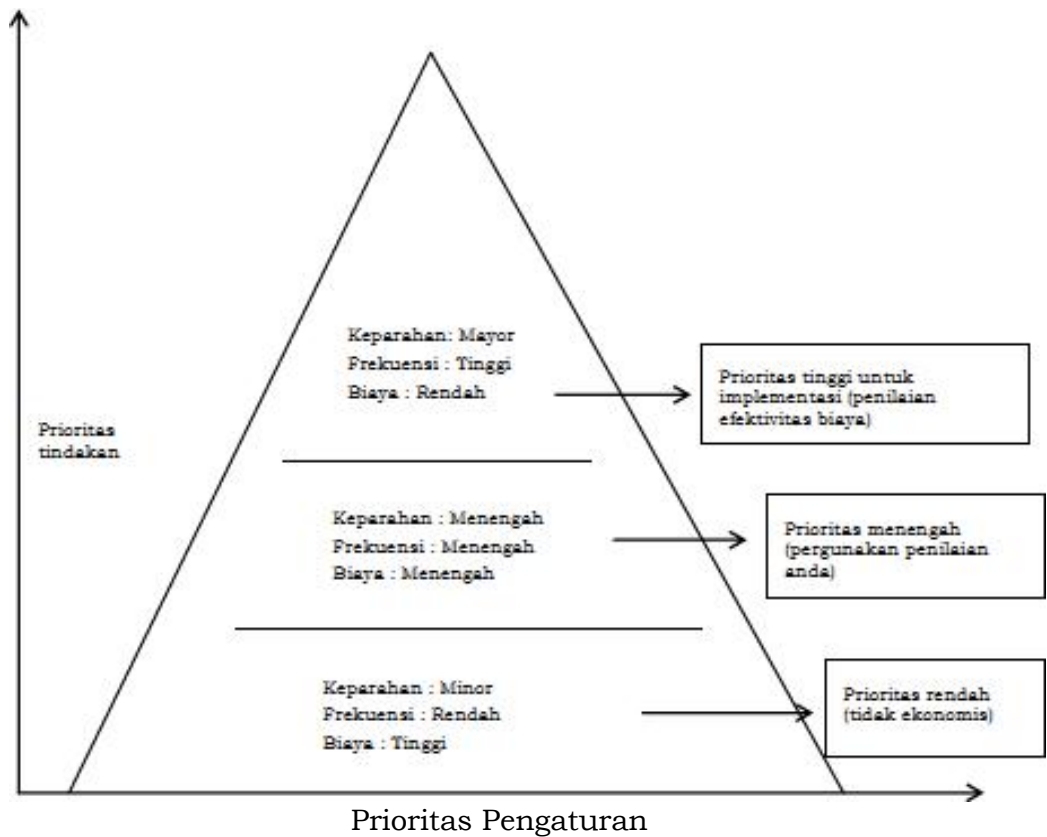 Keparahan: Mayor
Frekuensi : Tinggi
Biaya : Rendah
Prioritas tinggi untuk
implementasi (penilaian
efektivitas biaya)
Prioritas
tindakan
Keparahan : Menengah
Frekuensi : Menengah
Biaya : Menengah
Prioritas menengah
(pergunakan penilaian
anda)
Keparahan : Minor
Frekuensi : Rendah
Biaya : Tinggi
Prioritas rendah
(tidak ekonomis)
Prioritas Pengaturan